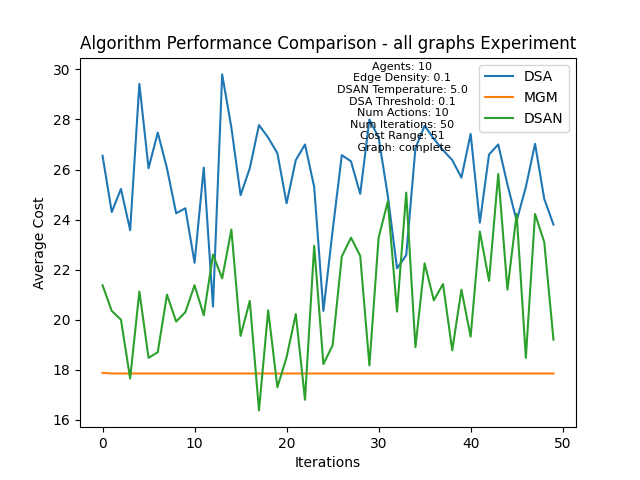 Algorithm Performance Comparison - all graphs Experiment
Agents: 10
Edge Density: 0.1
DSAN Temperature: 5.0
DSA Threshold: 0.1
Num Actions: 10
Num Iterations: 50
Cost Range: 51
Graph: complete
DSA
MGM
DSAN
Average Cost
30
28
26
24
22
20
18
16
0
10
20
30
40
50
Iterations